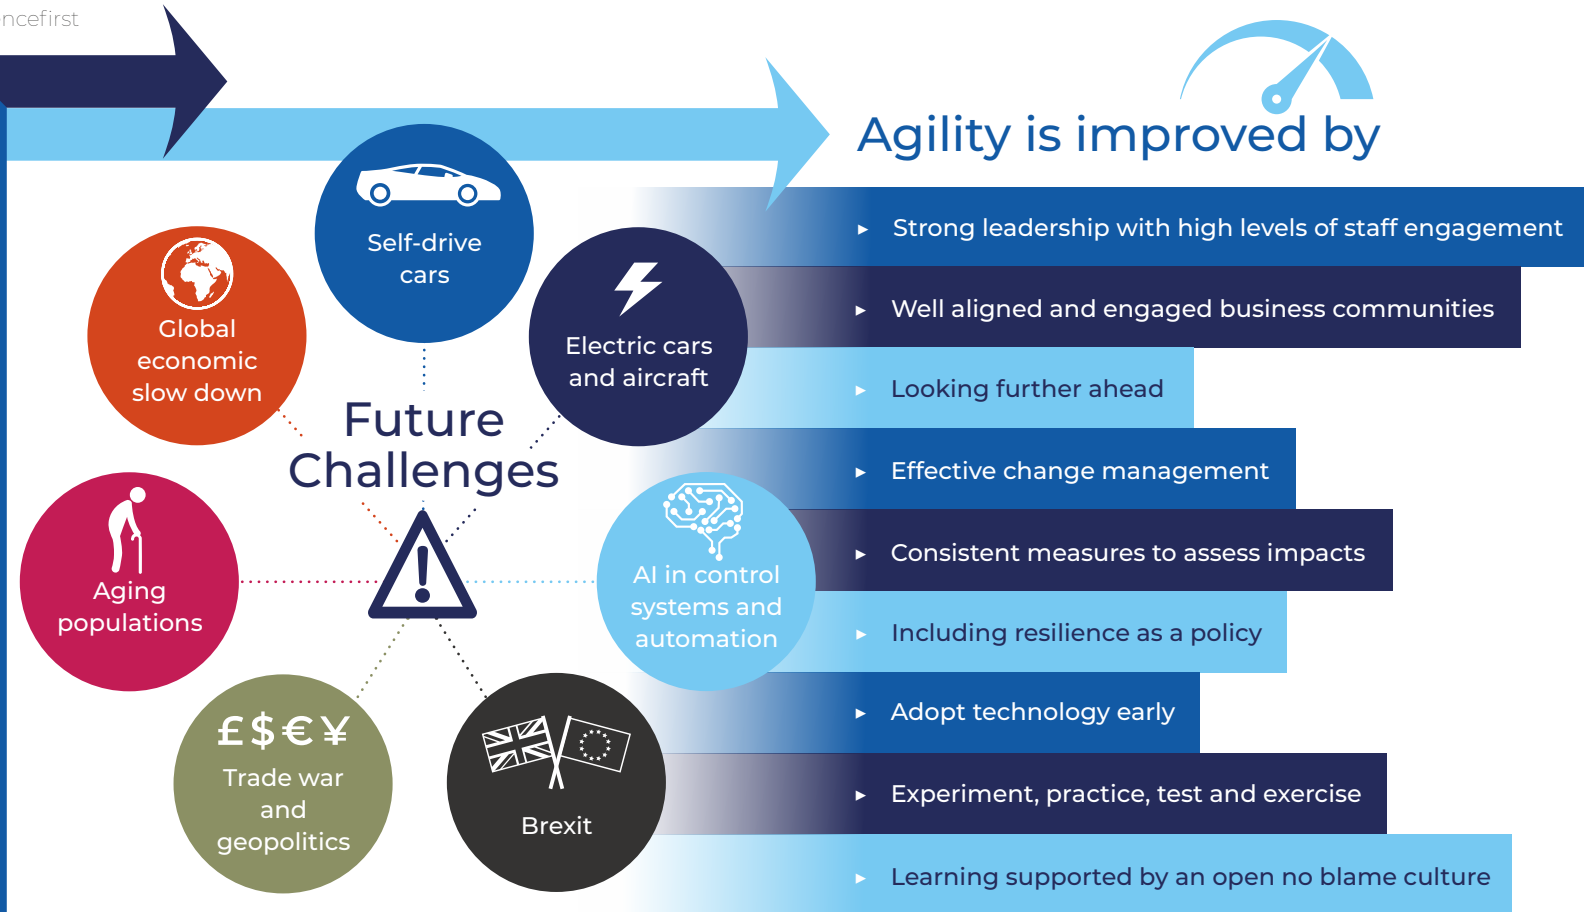 Future
Challenges
Self-drive
cars
Electric cars
and aircraft
AI in control
systems and
automation
Brexit
£$€¥
Trade war
and
geopolitics
Aging
populations
Global
economic
slow down
Agility is improved by
▸ Strong leadership with high levels of staff engagement
▸ Well aligned and engaged business communities
▸ Looking further ahead
▸ Effective change management
▸ Consistent measures to assess impacts
▸ Including resilience as a policy
▸ Adopt technology early
▸ Experiment, practice, test and exercise
▸ Learning supported by an open no blame culture